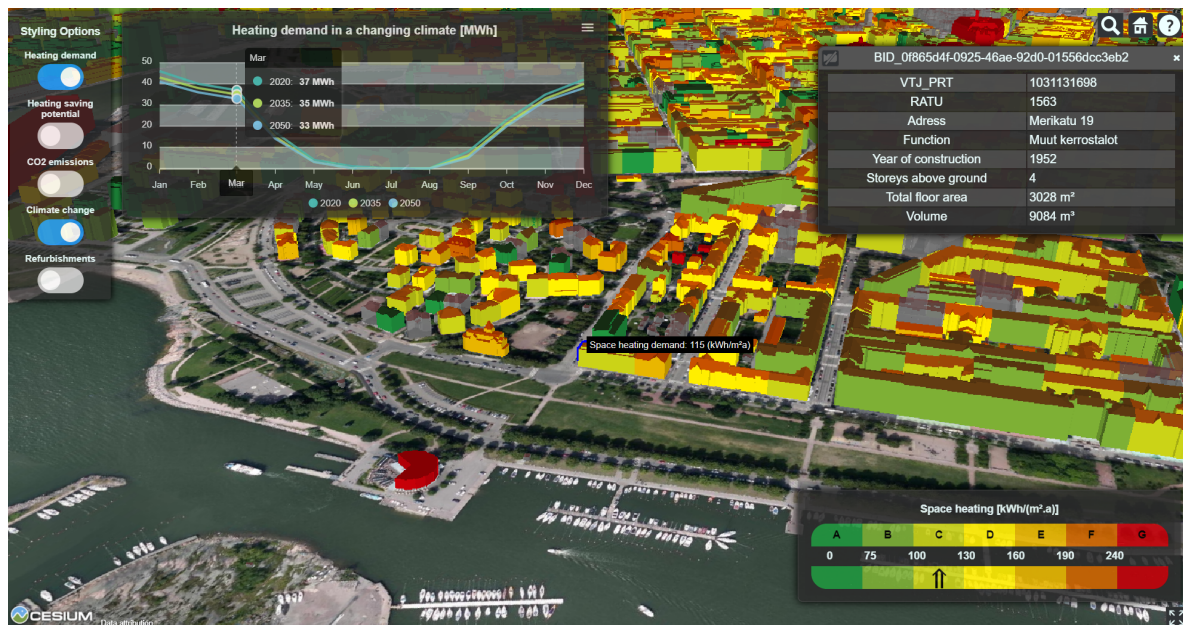 Styling Options
Heating demand
Heating saving
potential
CO2 emissions
Climate change
Refurbishments
Heating demand in a changing climate [MWh]
50
40
30
20
10
0
Mar
2020: 37 MWh
2035: 35 MWh
2050: 33 MWh
Jan Feb Mar Apr May Jun Jul Aug Sep Oct Nov Dec
2020 2035 2050
?
BID_0f865d4f-0925-46ae-92d0-01556dcc3eb2 ×
VTJ_PRT 1031131698
RATU 1563
Adress Merikatu 19
Function Muut kerrostalot
Year of construction 1952
Storeys above ground 4
Total floor area 3028 m²
Volume 9084 m³
Space heating demand: 115 (kWh/m²a)
Space heating [kWh/(m².a)]
A B C D E F G
0 75 100 130 160 190 240
CESIUM Data attribution